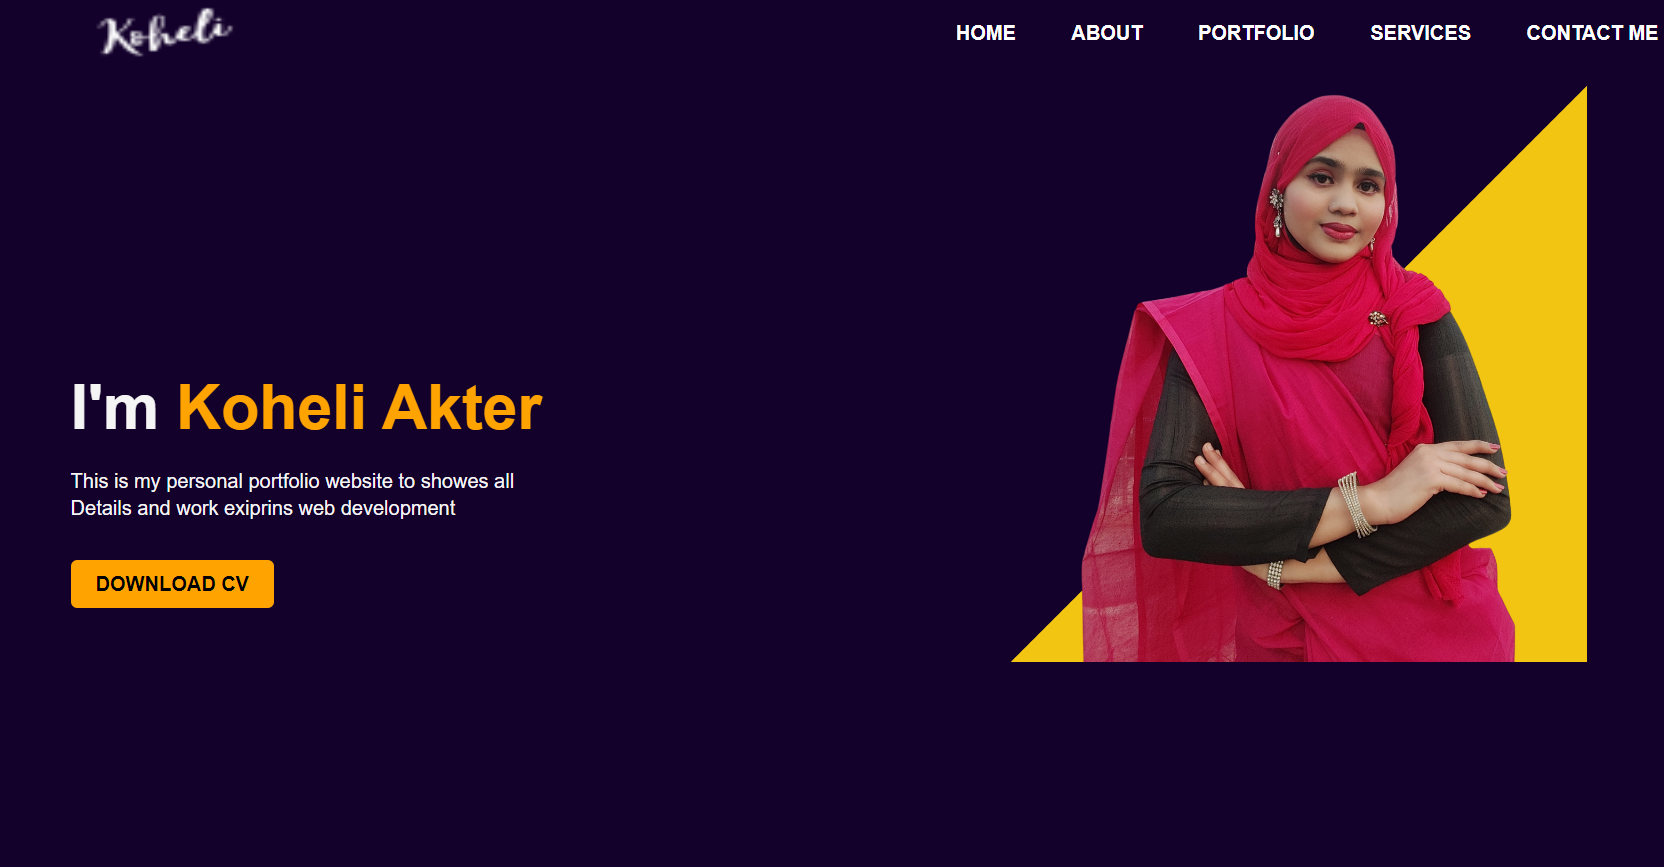 Koheli
HOME ABOUT PORTFOLIO SERVICES CONTACT ME
I'm Koheli Akter
This is my personal portfolio website to showes all
Details and work exiprins web development
DOWNLOAD CV